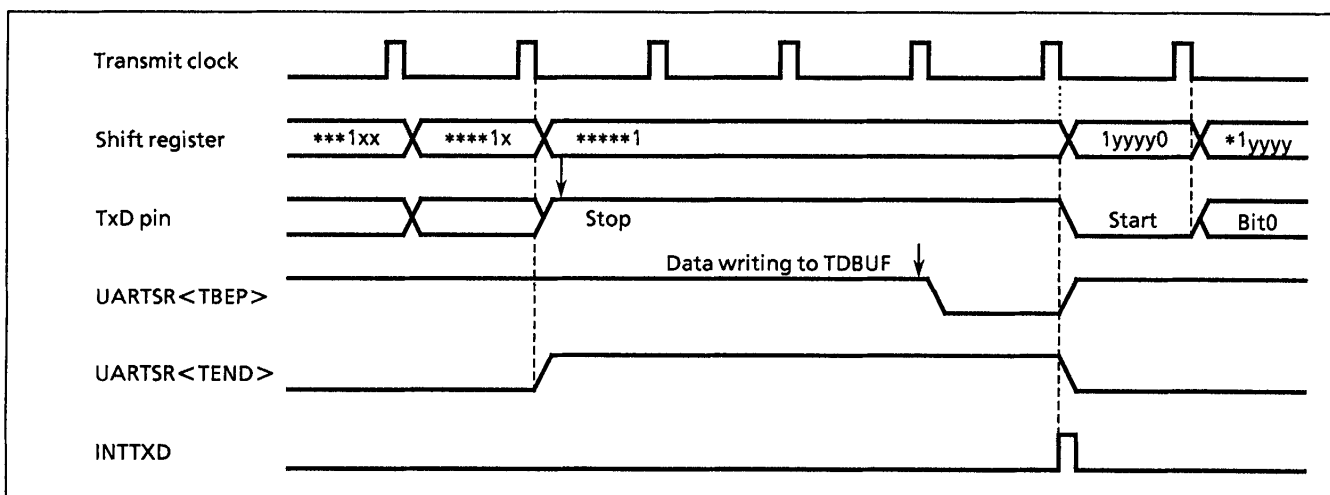 Transmit clock
Shift register ***1xx ****1x *****1 1yyyy0 *1yyyy
TxD pin Stop Start Bit0
Data writing to TDBUF
UARTSR<TBEP>
UARTSR<TEND>
INTTXD